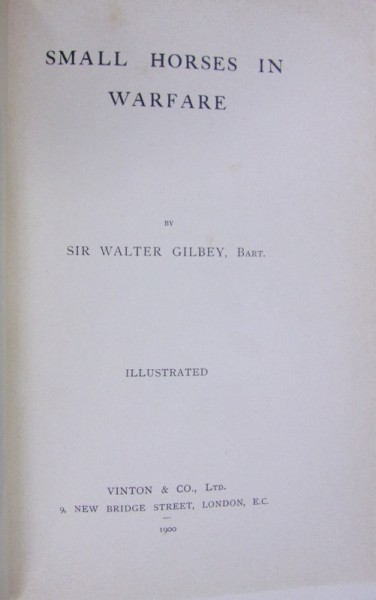 SMALL HORSES IN
WARFARE
BY
SIR WALTER GILBEY, BART.
ILLUSTRATED
VINTON & CO., LTD.
9, NEW BRIDGE STREET, LONDON, E.C.
—
1900